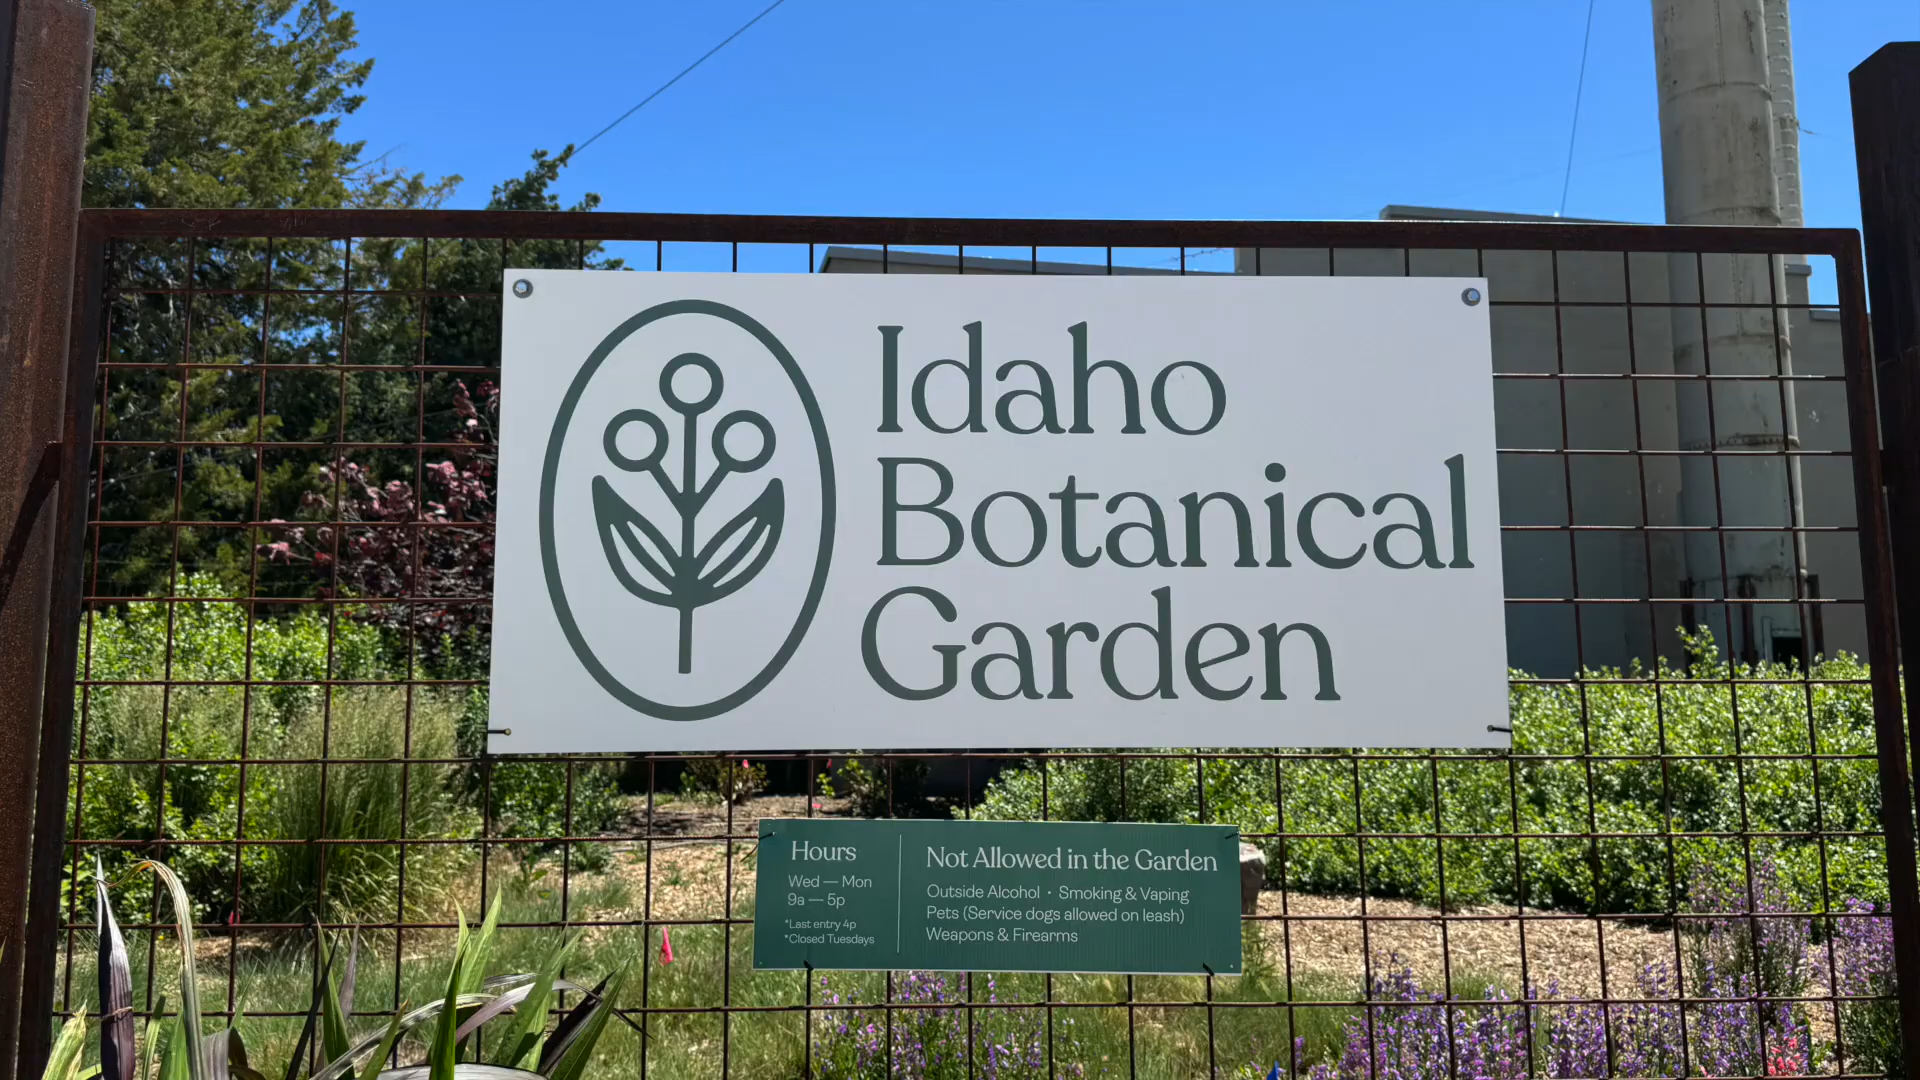 Idaho
Botanical
Garden
Hours
Wed — Mon
9a — 5p
*Last entry 4p
*Closed Tuesdays
Not Allowed in the Garden
Outside Alcohol • Smoking & Vaping
Pets (Service dogs allowed on leash)
Weapons & Firearms